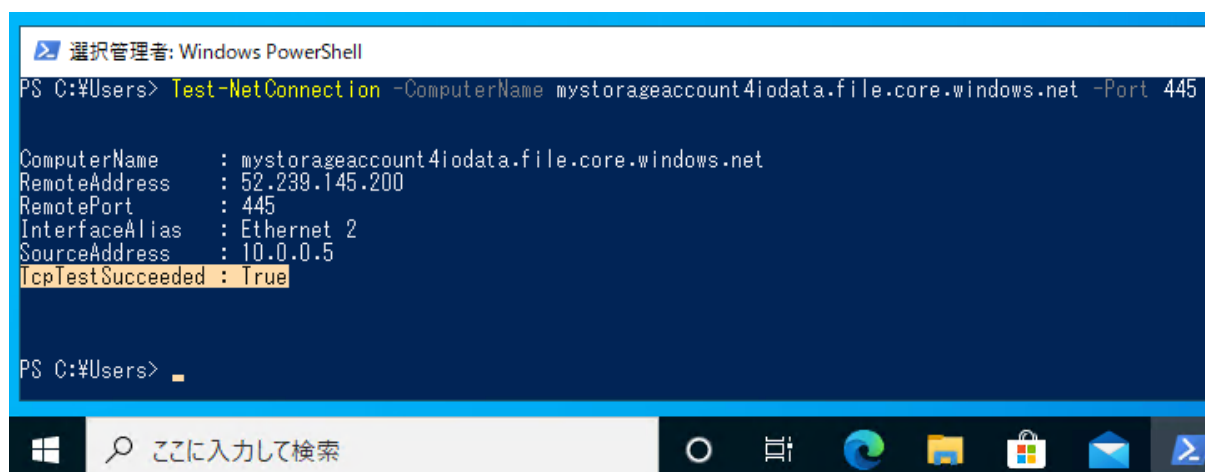 選択管理者: Windows PowerShell
PS C:¥Users> Test-NetConnection -ComputerName mystorageaccount4iodata.file.core.windows.net -Port 445
ComputerName     : mystorageaccount4iodata.file.core.windows.net
RemoteAddress    : 52.239.145.200
RemotePort       : 445
InterfaceAlias   : Ethernet 2
SourceAddress    : 10.0.0.5
TcpTestSucceeded : True
PS C:¥Users>
ここに入力して検索